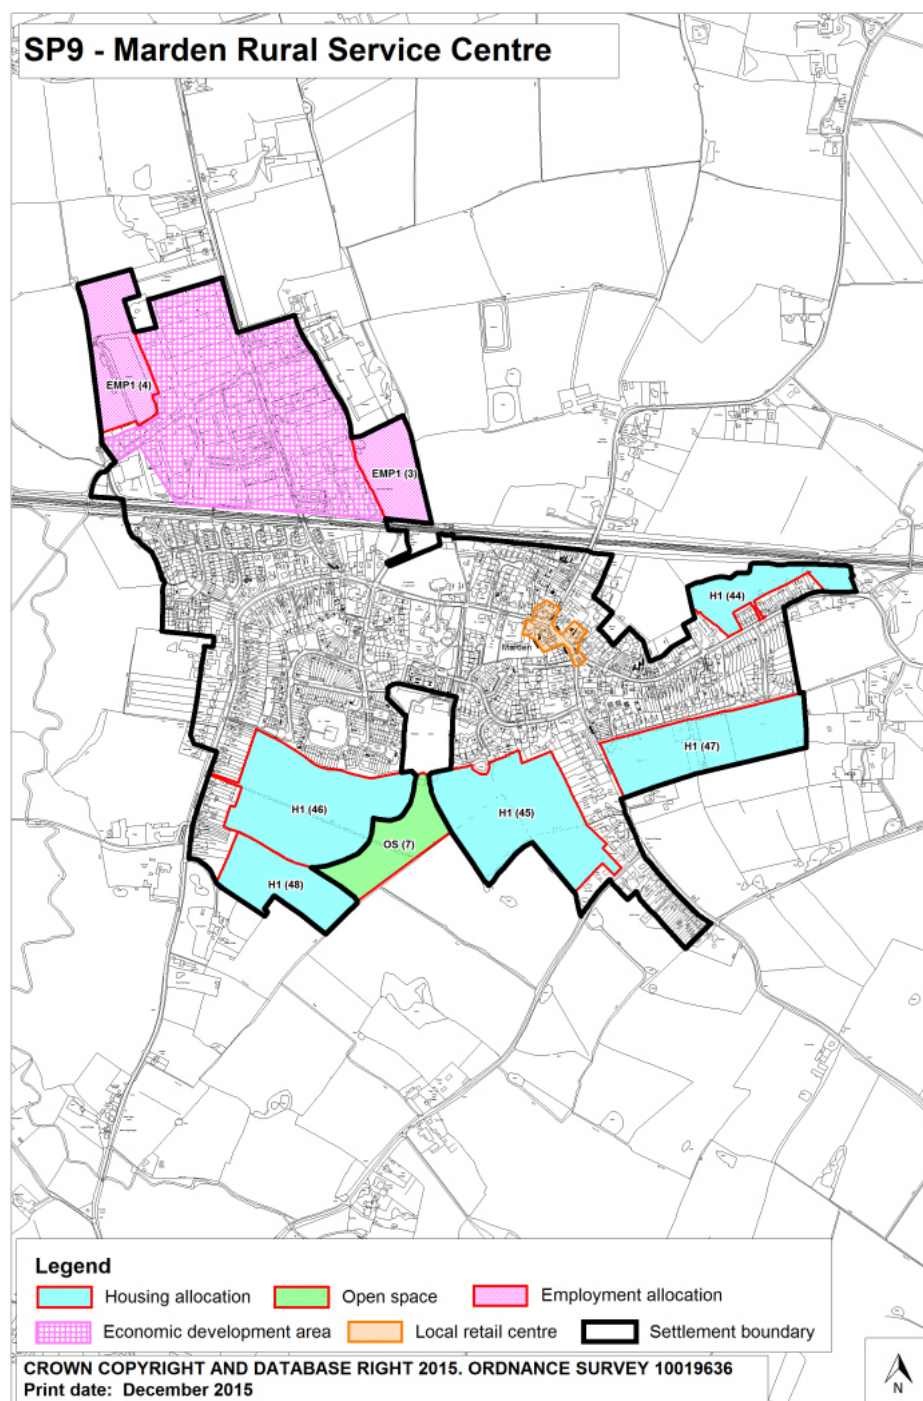 SP9 - Marden Rural Service Centre
EMP1 (4)
EMP1 (3)
H1 (44)
Marden
H1 (47)
H1 (46)
H1 (45)
OS (7)
H1 (48)
Legend
Housing allocation
Open space
Employment allocation
Economic development area
Local retail centre
Settlement boundary
CROWN COPYRIGHT AND DATABASE RIGHT 2015. ORDNANCE SURVEY 10019636
Print date: December 2015
N